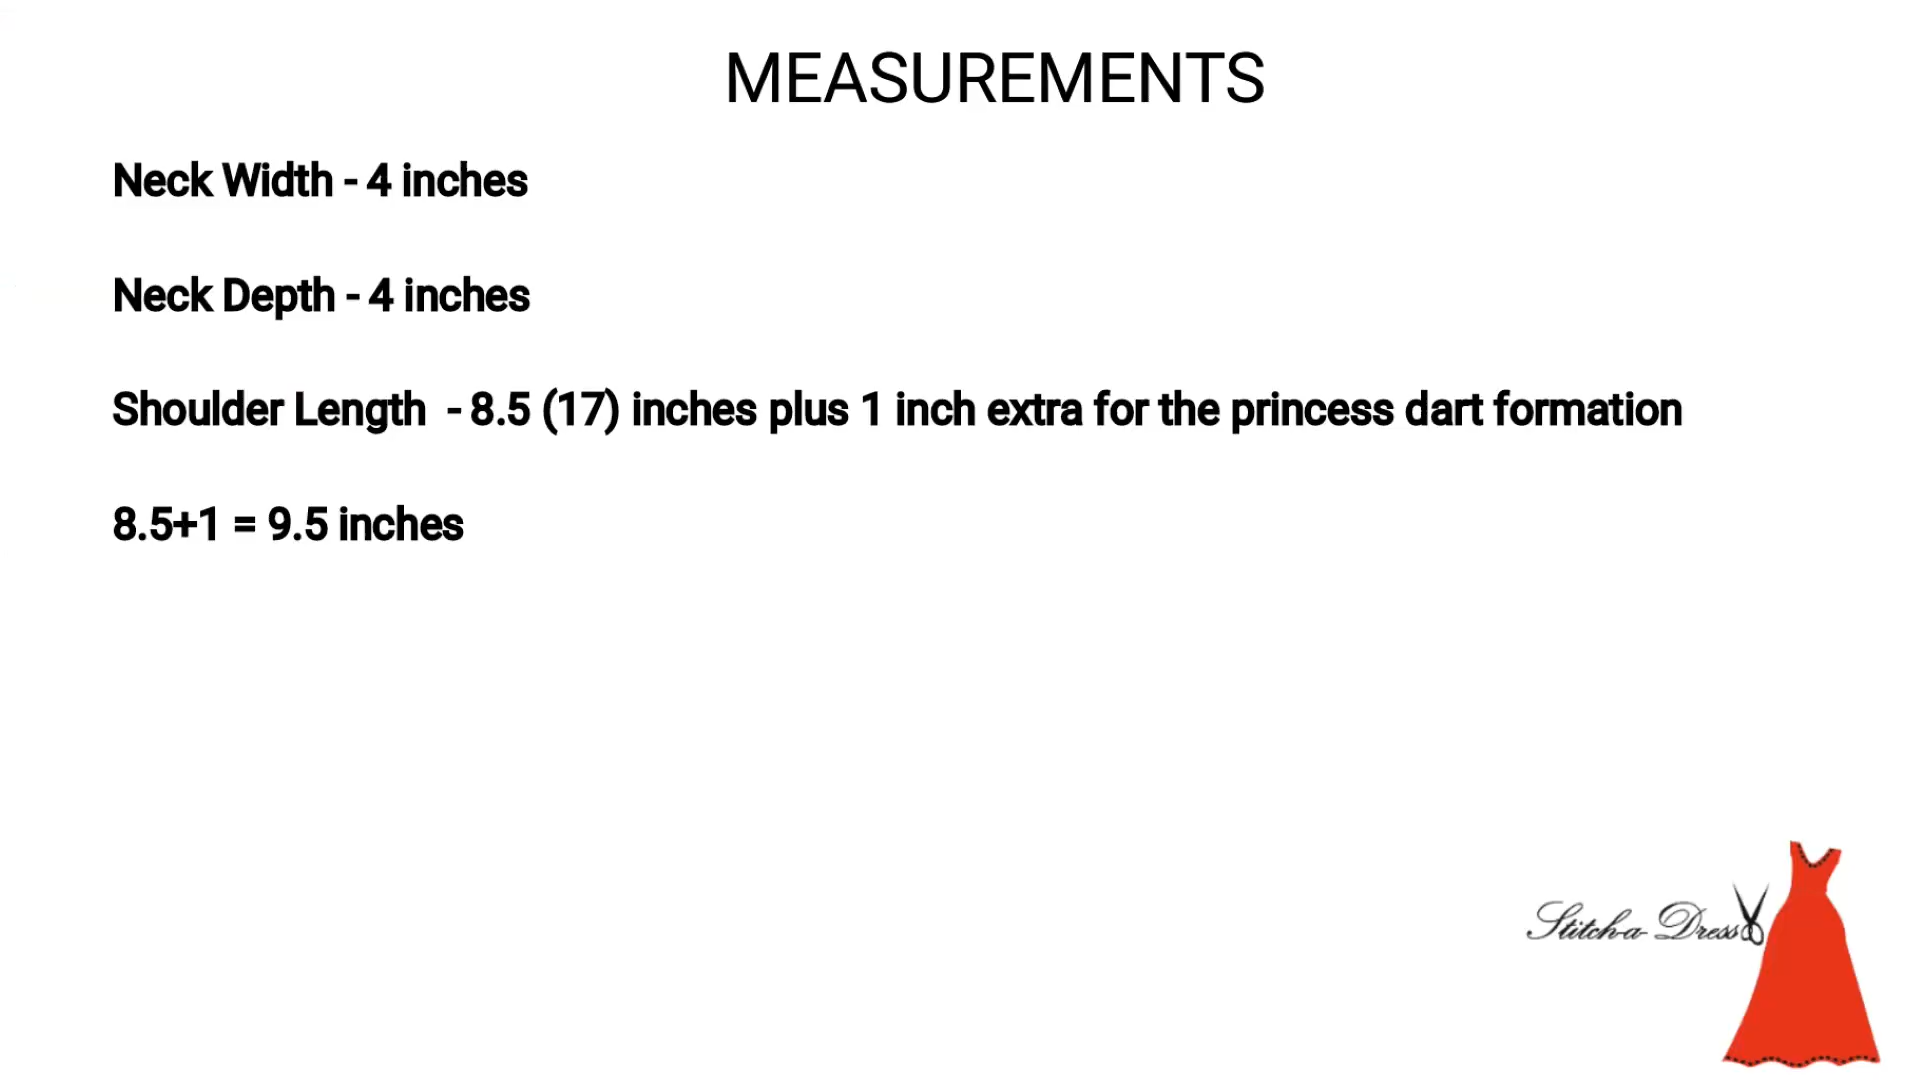 MEASUREMENTS
Neck Width - 4 inches
Neck Depth - 4 inches
Shoulder Length - 8.5 (17) inches plus 1 inch extra for the princess dart formation
8.5+1 = 9.5 inches
Stitch-a-Dress